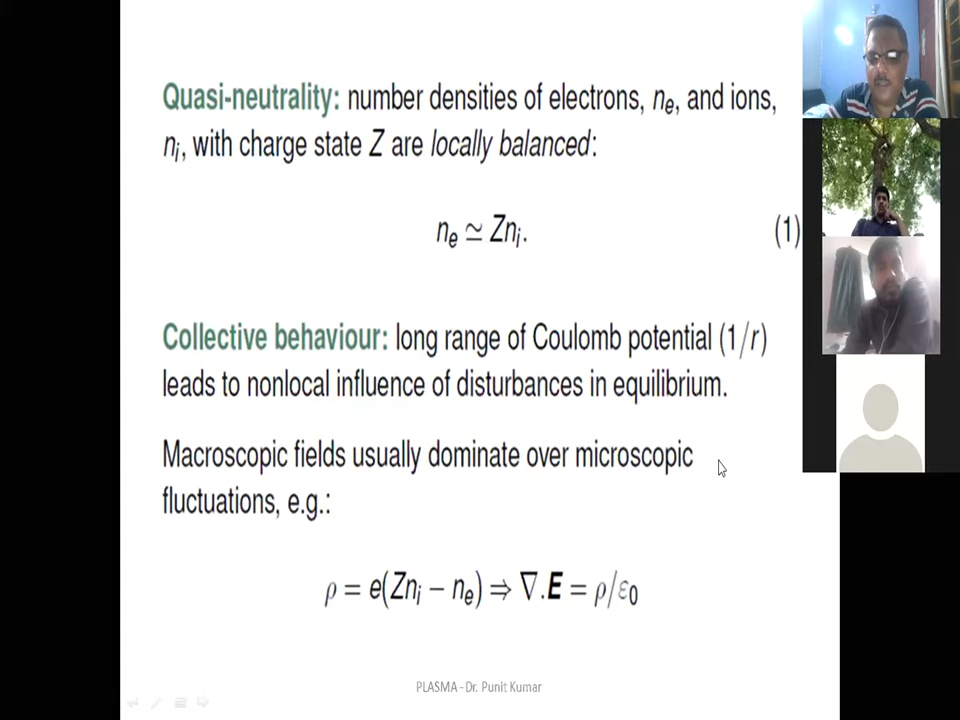 Quasi-neutrality: number densities of electrons, nₑ, and ions,
nᵢ, with charge state Z are locally balanced:
nₑ ≃ Znᵢ. (1)
Collective behaviour: long range of Coulomb potential (1/r)
leads to nonlocal influence of disturbances in equilibrium.
Macroscopic fields usually dominate over microscopic
fluctuations, e.g.:
ρ = e(Znᵢ − nₑ) ⇒ ∇.E = ρ/ε₀
PLASMA - Dr. Punit Kumar